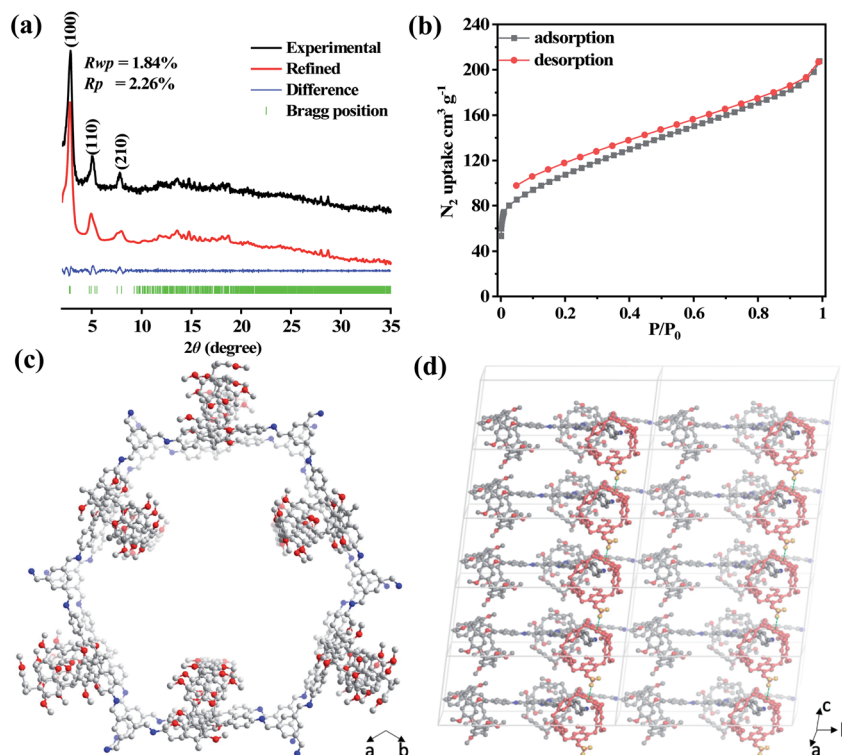 (a)
(100)
Rwp = 1.84%
Rp = 2.26%
(110)
(210)
Experimental
Refined
Difference
Bragg position
5 10 15 20 25 30 35
2θ (degree)
(b)
adsorption
desorption
N₂ uptake cm³ g⁻¹
240
200
160
120
80
40
0
0 0.2 0.4 0.6 0.8 1
P/P₀
(c)
a b
(d)
c
a